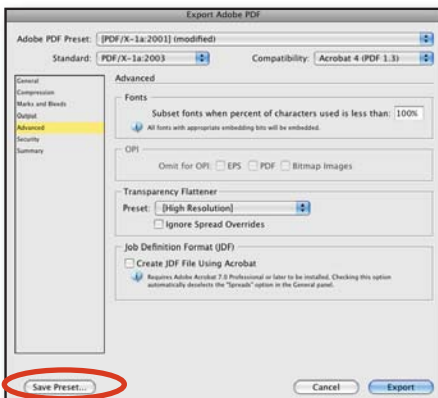 Export Adobe PDF
Adobe PDF Preset: [PDF/X-1a:2001] (modified)
Standard: PDF/X-1a:2003 Compatibility: Acrobat 4 (PDF 1.3)
General
Compression
Marks and Bleeds
Output
Advanced
Security
Summary
Advanced
Fonts
Subset fonts when percent of characters used is less than: 100%
All fonts with appropriate embedding bits will be embedded.
OPI
Omit for OPI: EPS PDF Bitmap Images
Transparency Flattener
Preset: [High Resolution]
Ignore Spread Overrides
Job Definition Format (JDF)
Create JDF File Using Acrobat
Requires Adobe Acrobat 7.0 Professional or later to be installed. Checking this option
automatically deselects the "Spreads" option in the General panel.
Save Preset... Cancel Export